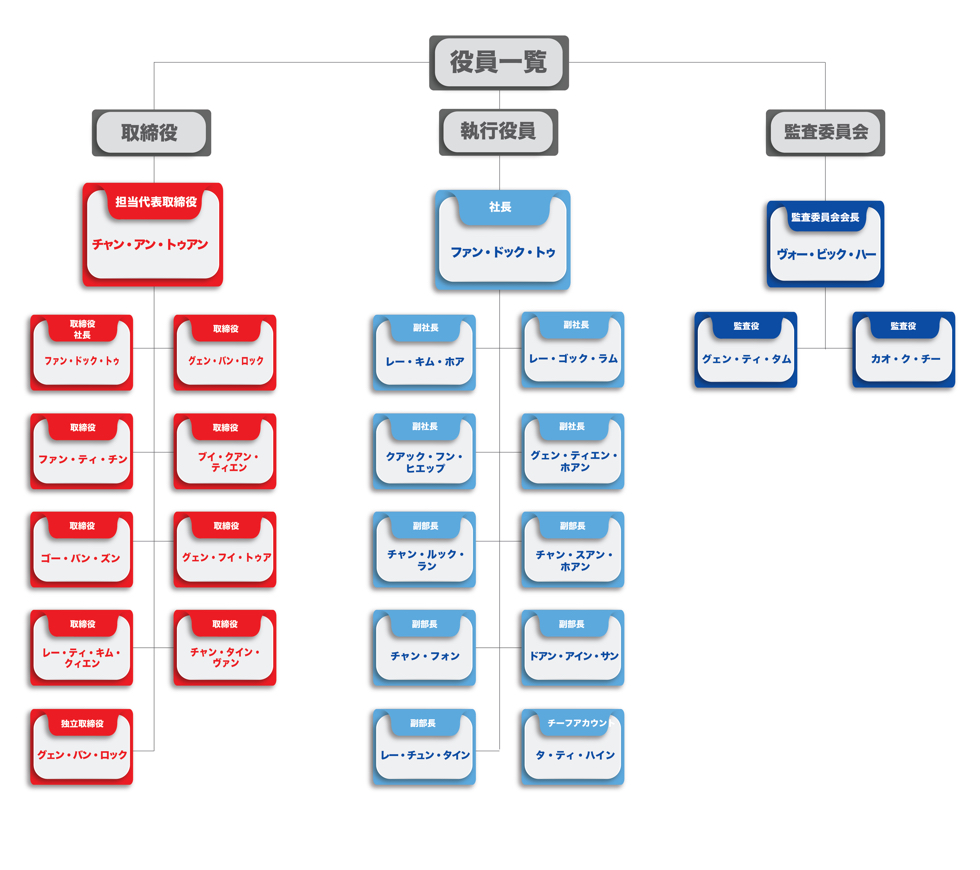 役員一覧
取締役
執行役員
監査委員会
担当代表取締役
チャン・アン・トゥアン
社長
ファン・ドック・トゥ
監査委員会会長
ヴォー・ビック・ハー
取締役
社長
ファン・ドック・トゥ
取締役
グェン・バン・ロック
取締役
ファン・ティ・チン
取締役
ブイ・クアン・
ティエン
取締役
ゴー・バン・ズン
取締役
グェン・フイ・トゥア
取締役
レー・ティ・キム・
クィエン
取締役
チャン・タイン・
ヴァン
独立取締役
グェン・バン・ロック
副社長
レー・キム・ホア
副社長
レー・ゴック・ラム
副社長
クアック・フン・
ヒエップ
副社長
グェン・ティエン・
ホアン
副部長
チャン・ルック・
ラン
副部長
チャン・スアン・
ホアン
副部長
チャン・フォン
副部長
ドアン・アイン・サン
副部長
レー・チュン・タイン
チーフアカウント
タ・ティ・ハイン
監査役
グェン・ティ・タム
監査役
カオ・ク・チー